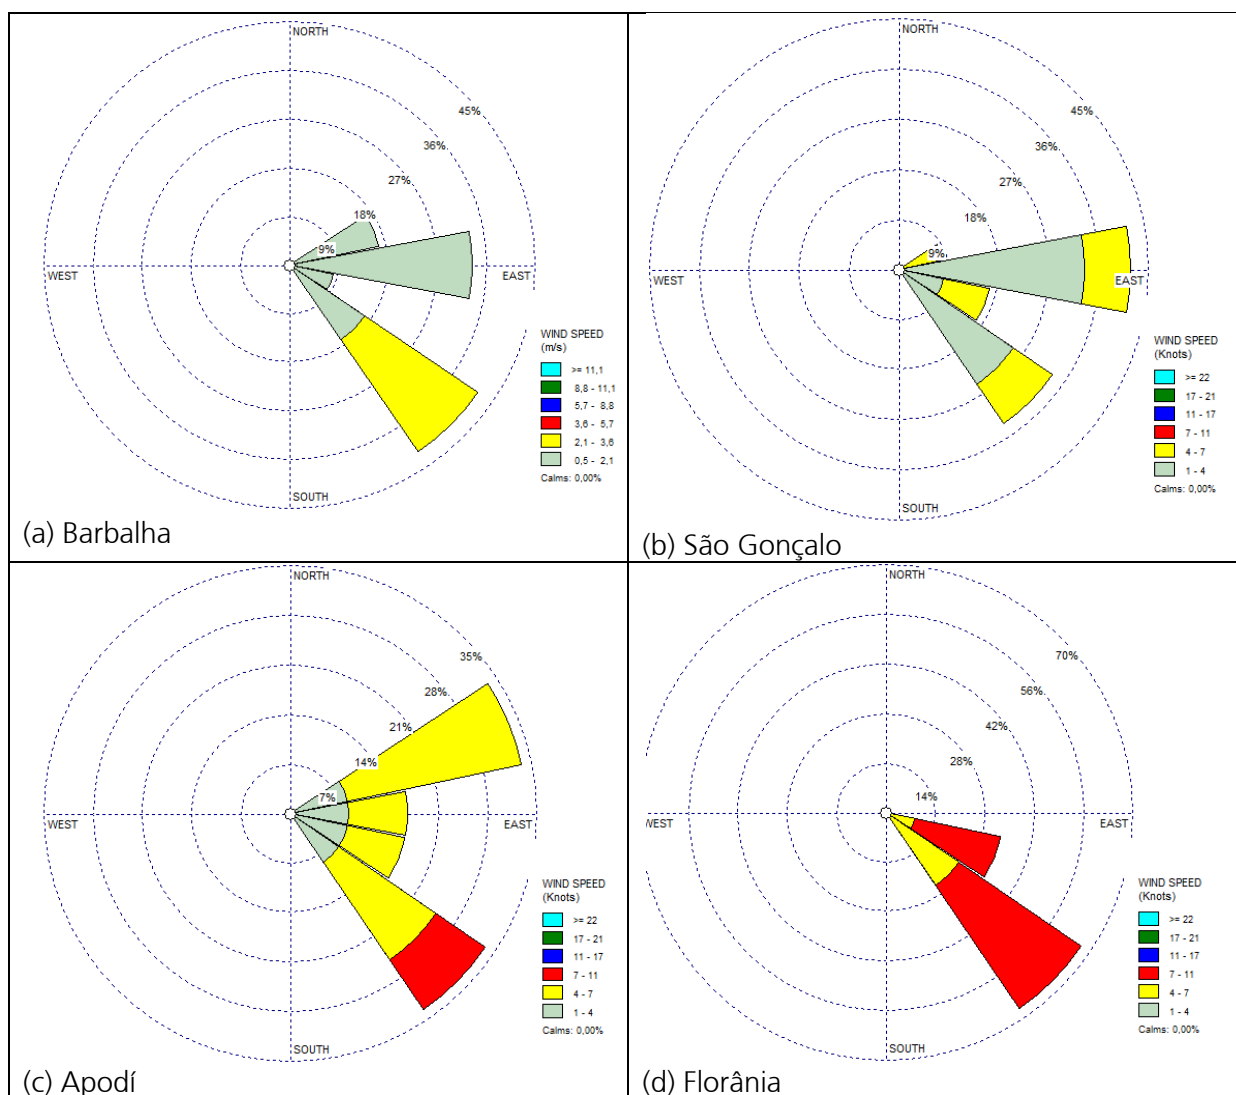 NORTH
45%
36%
27%
18%
9%
WEST
EAST
SOUTH
WIND SPEED
(m/s)
>= 11,1
8,8 - 11,1
5,7 - 8,8
3,6 - 5,7
2,1 - 3,6
0,5 - 2,1
Calms: 0,00%
(a) Barbalha
NORTH
45%
36%
27%
18%
9%
WEST
EAST
SOUTH
WIND SPEED
(Knots)
>= 22
17 - 21
11 - 17
7 - 11
4 - 7
1 - 4
Calms: 0,00%
(b) São Gonçalo
NORTH
35%
28%
21%
14%
7%
WEST
EAST
SOUTH
WIND SPEED
(Knots)
>= 22
17 - 21
11 - 17
7 - 11
4 - 7
1 - 4
Calms: 0,00%
(c) Apodí
NORTH
70%
56%
42%
28%
14%
WEST
EAST
SOUTH
WIND SPEED
(Knots)
>= 22
17 - 21
11 - 17
7 - 11
4 - 7
1 - 4
Calms: 0,00%
(d) Florânia